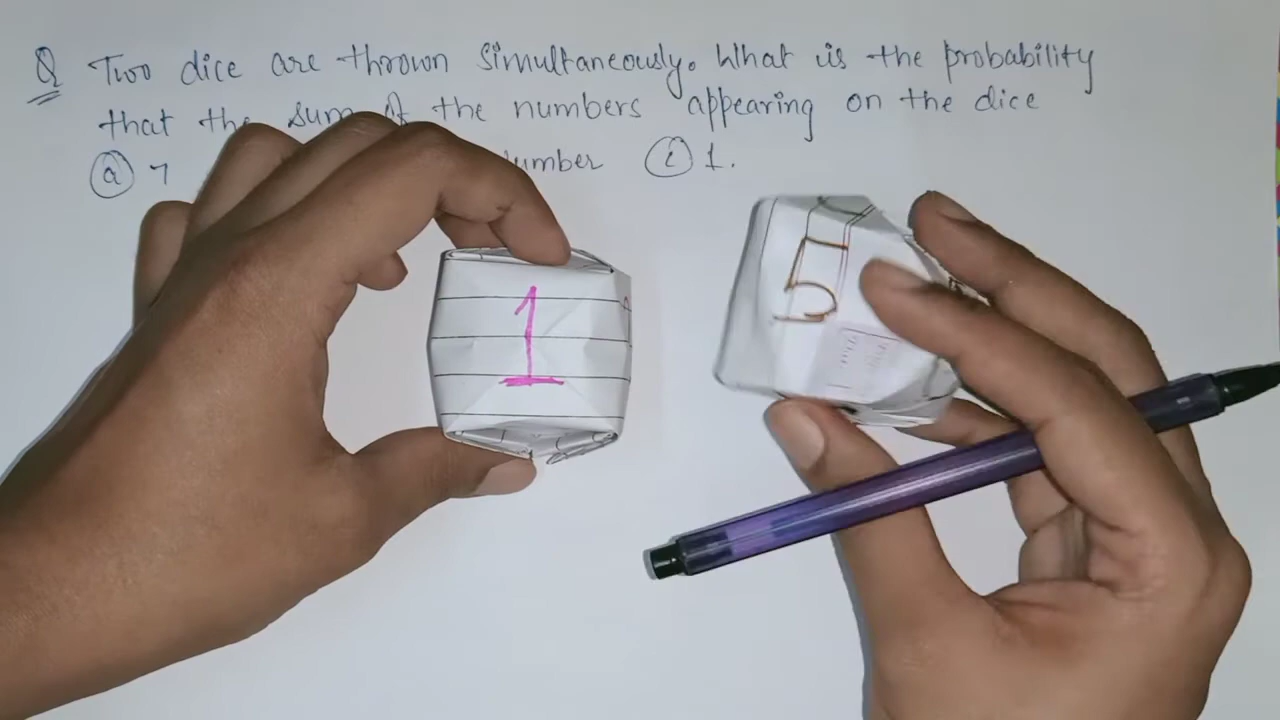 Q Two dice are thrown simultaneously. What is the probability
that the sum of the numbers appearing on the dice
(a) 7 number (c) 1.
1
5